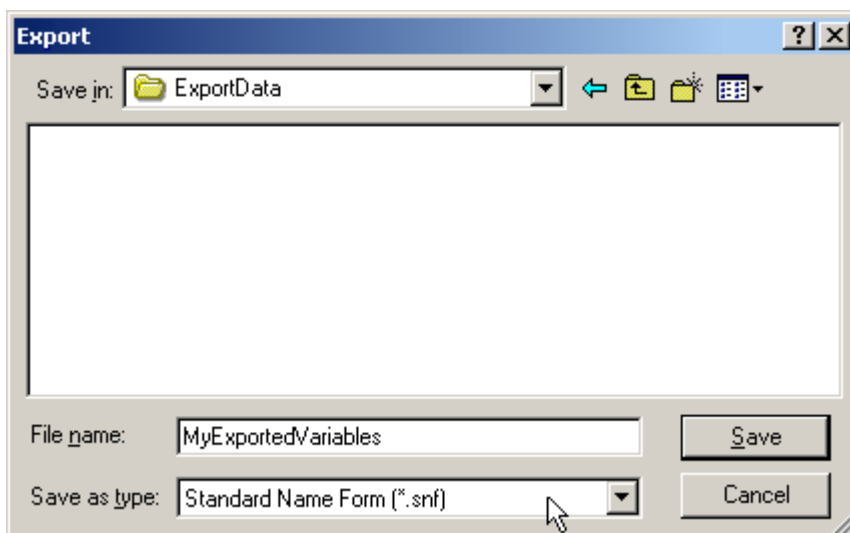 Export
Save in: ExportData
File name: MyExportedVariables Save
Save as type: Standard Name Form (*.snf) Cancel